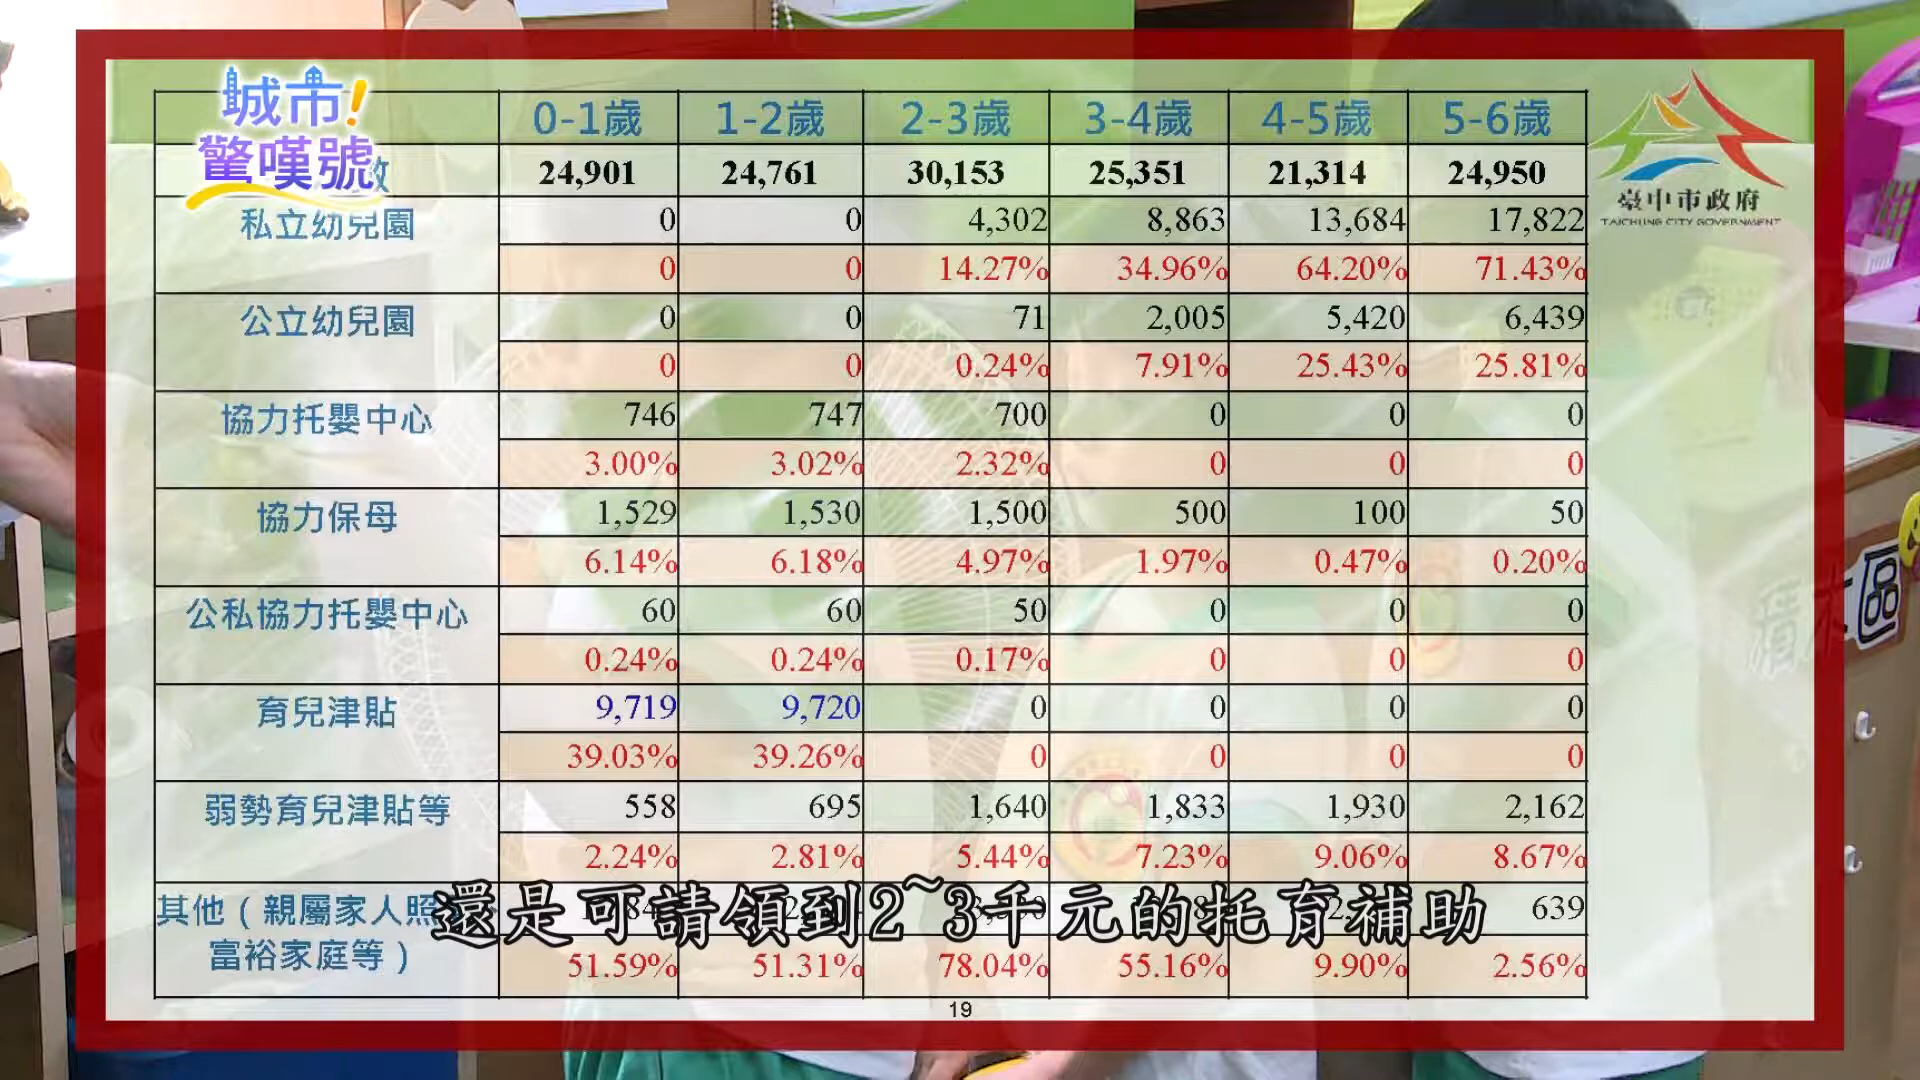 城市!
驚嘆號
臺中市政府
TAICHUNG CITY GOVERNMENT
0-1歲 1-2歲 2-3歲 3-4歲 4-5歲 5-6歲
數 24,901 24,761 30,153 25,351 21,314 24,950
私立幼兒園 0 0 4,302 8,863 13,684 17,822
0 0 14.27% 34.96% 64.20% 71.43%
公立幼兒園 0 0 71 2,005 5,420 6,439
0 0 0.24% 7.91% 25.43% 25.81%
協力托嬰中心 746 747 700 0 0 0
3.00% 3.02% 2.32% 0 0 0
協力保母 1,529 1,530 1,500 500 100 50
6.14% 6.18% 4.97% 1.97% 0.47% 0.20%
公私協力托嬰中心 60 60 50 0 0 0
0.24% 0.24% 0.17% 0 0 0
育兒津貼 9,719 9,720 0 0 0 0
39.03% 39.26% 0 0 0 0
弱勢育兒津貼等 558 695 1,640 1,833 1,930 2,162
2.24% 2.81% 5.44% 7.23% 9.06% 8.67%
其他（親屬家人照 639
富裕家庭等） 51.59% 51.31% 78.04% 55.16% 9.90% 2.56%
還是可請領到2~3千元的托育補助
19
區